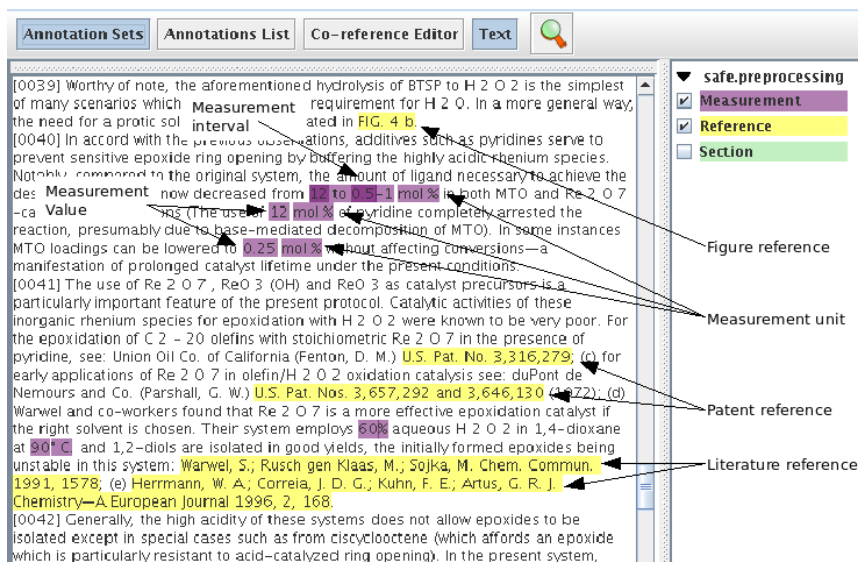 Annotation Sets Annotations List Co-reference Editor Text
safe.preprocessing
Measurement
Reference
Section
[0039] Worthy of note, the aforementioned hydrolysis of BTSP to H 2 O 2 is the simplest
of many scenarios which requirement for H 2 O. In a more general way,
the need for a protic sol ated in FIG. 4 b.
Measurement
interval
[0040] In accord with the previous observations, additives such as pyridines serve to
prevent sensitive epoxide ring opening by buffering the highly acidic rhenium species.
Notably, compared to the original system, the amount of ligand necessary to achieve the
des now decreased from 12 to 0.5–1 mol % in both MTO and Re 2 O 7
-ca ns (The use of 12 mol % of pyridine completely arrested the
Measurement
Value
reaction, presumably due to base-mediated decomposition of MTO). In some instances
MTO loadings can be lowered to 0.25 mol % without affecting conversions—a
manifestation of prolonged catalyst lifetime under the present conditions.
[0041] The use of Re 2 O 7 , ReO 3 (OH) and ReO 3 as catalyst precursors is a
particularly important feature of the present protocol. Catalytic activities of these
inorganic rhenium species for epoxidation with H 2 O 2 were known to be very poor. For
the epoxidation of C 2 – 20 olefins with stoichiometric Re 2 O 7 in the presence of
pyridine, see: Union Oil Co. of California (Fenton, D. M.) U.S. Pat. No. 3,316,279; (c) for
early applications of Re 2 O 7 in olefin/H 2 O 2 oxidation catalysis see: duPont de
Nemours and Co. (Parshall, G. W.) U.S. Pat. Nos. 3,657,292 and 3,646,130 (1972); (d)
Warwel and co-workers found that Re 2 O 7 is a more effective epoxidation catalyst if
the right solvent is chosen. Their system employs 60% aqueous H 2 O 2 in 1,4-dioxane
at 90° C. and 1,2-diols are isolated in good yields, the initially formed epoxides being
unstable in this system: Warwel, S.; Rusch gen Klaas, M.; Sojka, M. Chem. Commun.
1991, 1578; (e) Herrmann, W. A.; Correia, J. D. G.; Kuhn, F. E.; Artus, G. R. J.
Chemistry—A European Journal 1996, 2, 168.
[0042] Generally, the high acidity of these systems does not allow epoxides to be
isolated except in special cases such as from ciscyclooctene (which affords an epoxide
which is particularly resistant to acid-catalyzed ring opening). In the present system,
Figure reference
Measurement unit
Patent reference
Literature reference